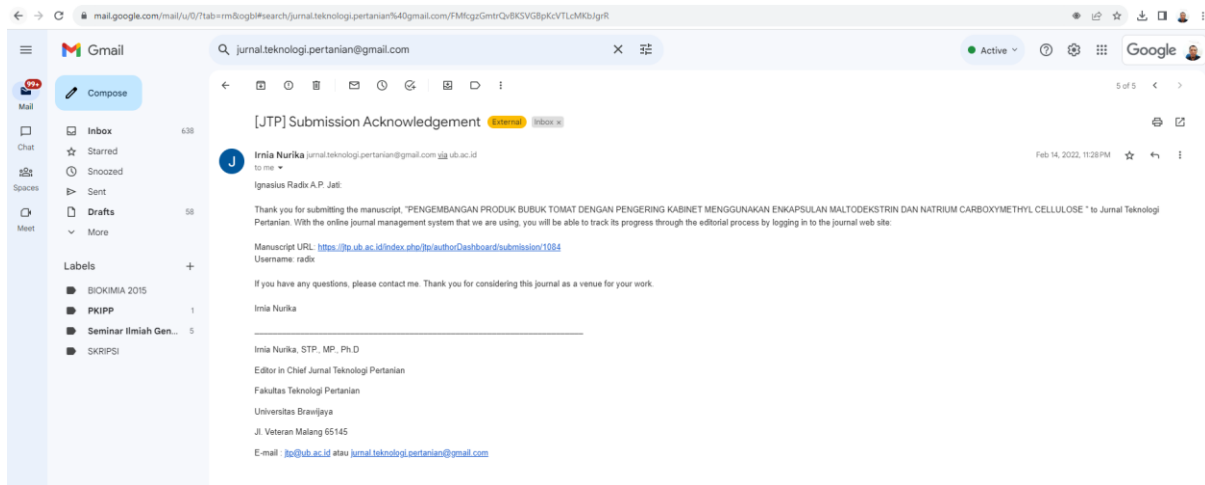 mail.google.com/mail/u/0/?tab=rm&ogbl#search/jurnal.teknologi.pertanian%40gmail.com/FMfcgzGmtrQvBKSVGBpKcVTLcMKbJgrR
Gmail
jurnal.teknologi.pertanian@gmail.com
Active
Google
99+
Mail
Chat
Spaces
Meet
Compose
Inbox 638
Starred
Snoozed
Sent
Drafts 58
More
Labels
BIOKIMIA 2015
PKIPP 1
Seminar Ilmiah Gen... 5
SKRIPSI
5 of 5
[JTP] Submission Acknowledgement External Inbox x
J
Irnia Nurika jurnal.teknologi.pertanian@gmail.com via ub.ac.id Feb 14, 2022, 11:28 PM
to me
Ignasius Radix A.P. Jati:
Thank you for submitting the manuscript, "PENGEMBANGAN PRODUK BUBUK TOMAT DENGAN PENGERING KABINET MENGGUNAKAN ENKAPSULAN MALTODEKSTRIN DAN NATRIUM CARBOXYMETHYL CELLULOSE " to Jurnal Teknologi
Pertanian. With the online journal management system that we are using, you will be able to track its progress through the editorial process by logging in to the journal web site:
Manuscript URL: https://jtp.ub.ac.id/index.php/jtp/authorDashboard/submission/1084
Username: radix
If you have any questions, please contact me. Thank you for considering this journal as a venue for your work.
Irnia Nurika
Irnia Nurika, STP., MP., Ph.D
Editor in Chief Jurnal Teknologi Pertanian
Fakultas Teknologi Pertanian
Universitas Brawijaya
Jl. Veteran Malang 65145
E-mail : jtp@ub.ac.id atau jurnal.teknologi.pertanian@gmail.com